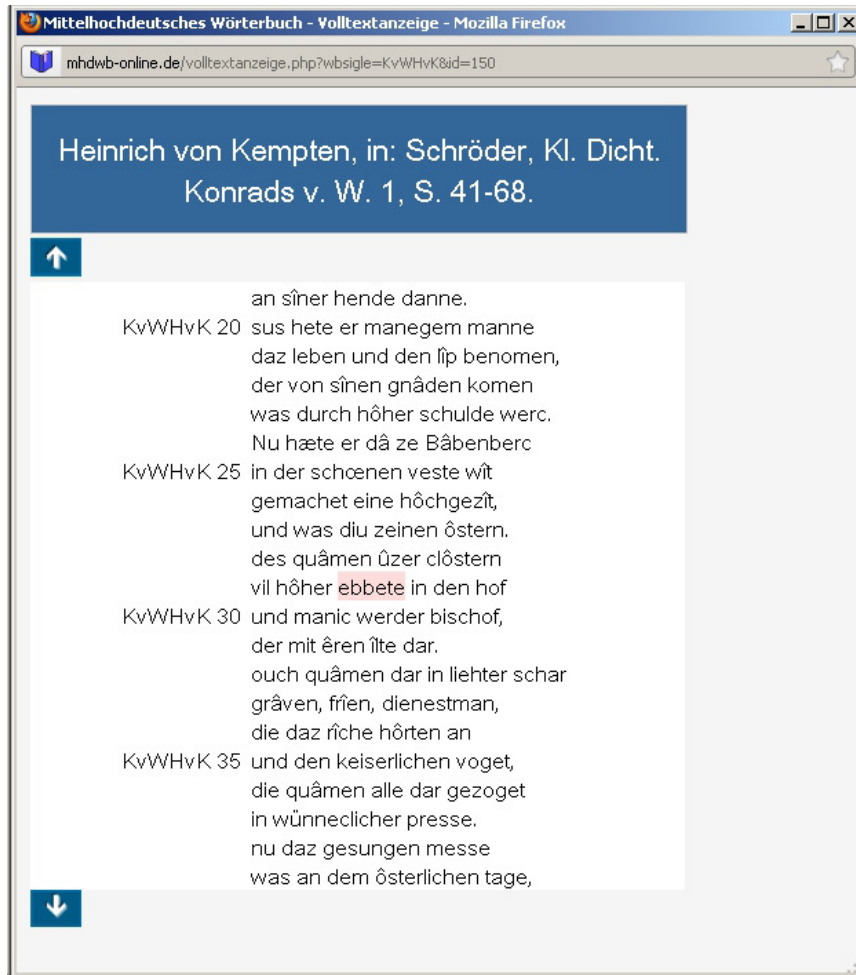 Mittelhochdeutsches Wörterbuch - Volltextanzeige - Mozilla Firefox
mhdwb-online.de/volltextanzeige.php?wbsigle=KvWHvK&id=150
Heinrich von Kempten, in: Schröder, Kl. Dicht.
Konrads v. W. 1, S. 41-68.
an sîner hende danne.
KvWHvK 20 sus hete er manegem manne
daz leben und den lîp benomen,
der von sînen gnâden komen
was durch hôher schulde werc.
Nu hæte er dâ ze Bâbenberc
KvWHvK 25 in der schœnen veste wît
gemachet eine hôchgezît,
und was diu zeinen ôstern.
des quâmen ûzer clôstern
vil hôher ebbete in den hof
KvWHvK 30 und manic werder bischof,
der mit êren îlte dar.
ouch quâmen dar in liehter schar
grâven, frîen, dienestman,
die daz rîche hôrten an
KvWHvK 35 und den keiserlichen voget,
die quâmen alle dar gezoget
in wünneclicher presse.
nu daz gesungen messe
was an dem ôsterlichen tage,